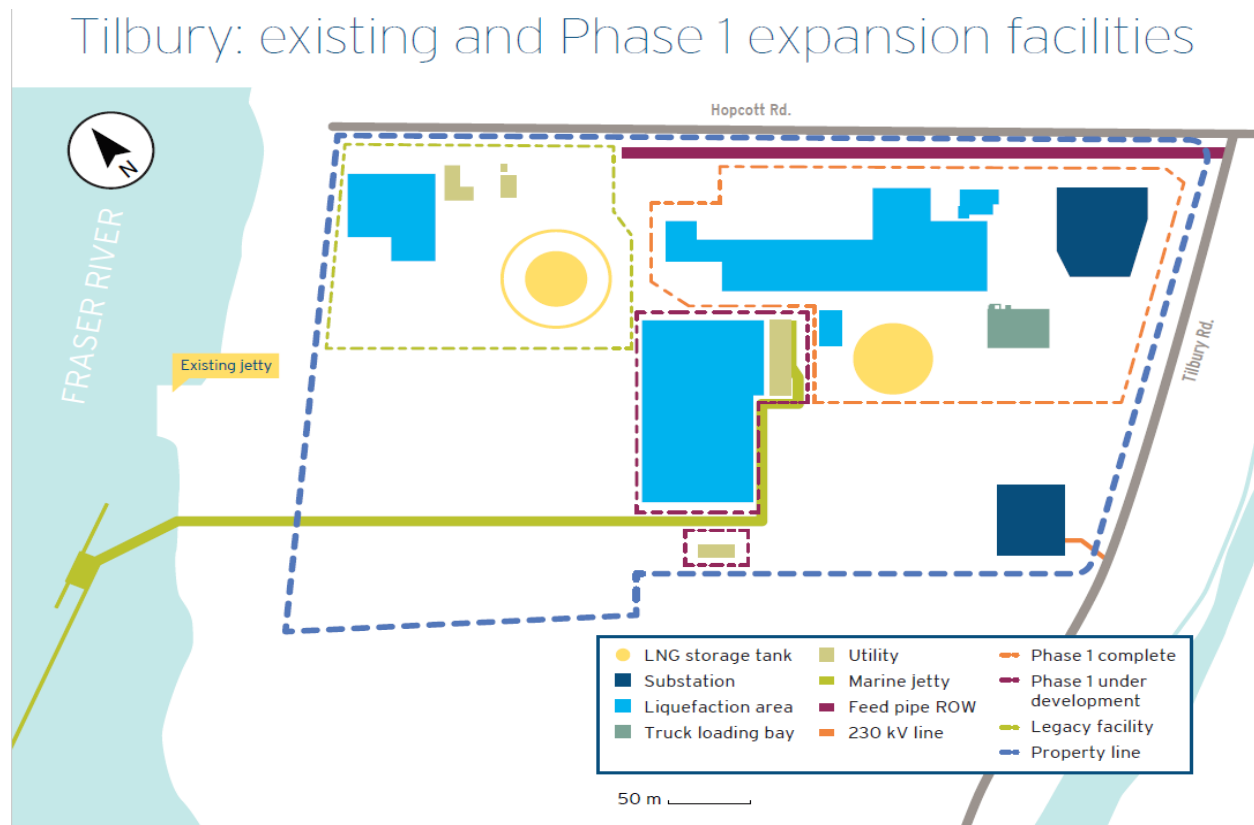 Tilbury: existing and Phase 1 expansion facilities
Hopcott Rd.
N
FRASER RIVER
Existing jetty
Tilbury Rd.
LNG storage tank
Substation
Liquefaction area
Truck loading bay
Utility
Marine jetty
Feed pipe ROW
230 kV line
Phase 1 complete
Phase 1 under
development
Legacy facility
Property line
50 m